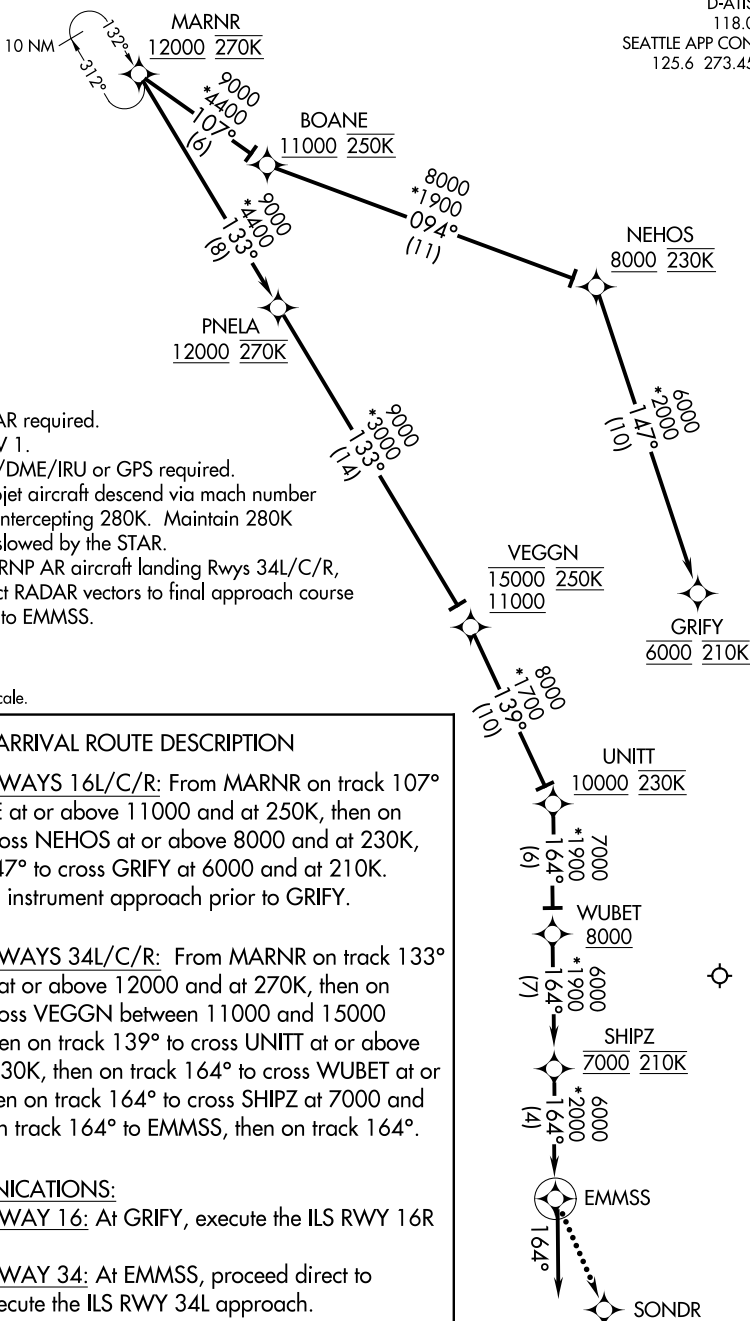 D-ATIS
118.0
SEATTLE APP CON
125.6 273.45
MARNR
12000 270K
10 NM
132°
312°
9000
*4400
107°
(6)
BOANE
11000 250K
8000
*1900
094°
(11)
NEHOS
8000 230K
9000
*4400
133°
(8)
PNELA
12000 270K
6000
*2000
147°
(10)
GRIFY
6000 210K
9000
*3000
133°
(14)
AR required.
V 1.
/DME/IRU or GPS required.
ojet aircraft descend via mach number
intercepting 280K. Maintain 280K
slowed by the STAR.
RNP AR aircraft landing Rwys 34L/C/R,
ct RADAR vectors to final approach course
to EMMSS.
cale.
VEGGN
15000 250K
11000
8000
*1700
139°
(10)
UNITT
10000 230K
7000
*1900
164°
(6)
WUBET
8000
6000
*1900
164°
(7)
SHIPZ
7000 210K
6000
*2000
164°
(4)
EMMSS
164°
SONDR
ARRIVAL ROUTE DESCRIPTION
WAYS 16L/C/R: From MARNR on track 107°
E at or above 11000 and at 250K, then on
oss NEHOS at or above 8000 and at 230K,
47° to cross GRIFY at 6000 and at 210K.
instrument approach prior to GRIFY.
WAYS 34L/C/R: From MARNR on track 133°
at or above 12000 and at 270K, then on
oss VEGGN between 11000 and 15000
en on track 139° to cross UNITT at or above
30K, then on track 164° to cross WUBET at or
en on track 164° to cross SHIPZ at 7000 and
n track 164° to EMMSS, then on track 164°.
NICATIONS:
WAY 16: At GRIFY, execute the ILS RWY 16R
WAY 34: At EMMSS, proceed direct to
ecute the ILS RWY 34L approach.